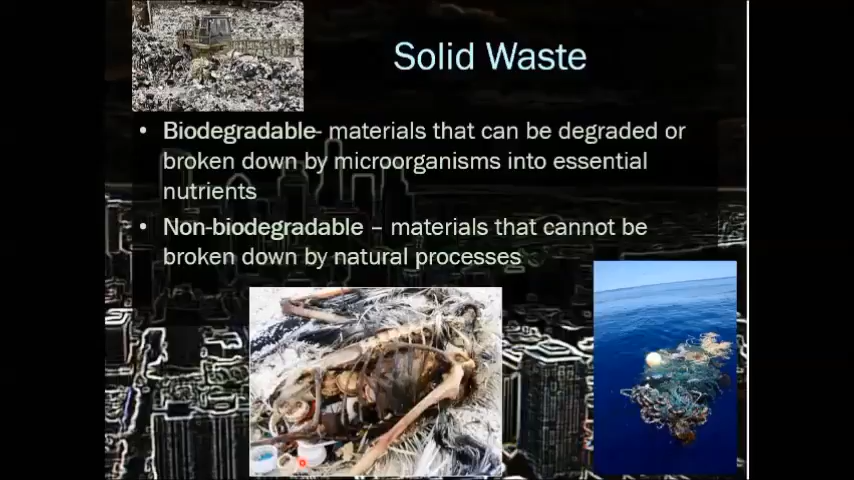 Solid Waste
• Biodegradable- materials that can be degraded or
broken down by microorganisms into essential
nutrients
• Non-biodegradable – materials that cannot be
broken down by natural processes